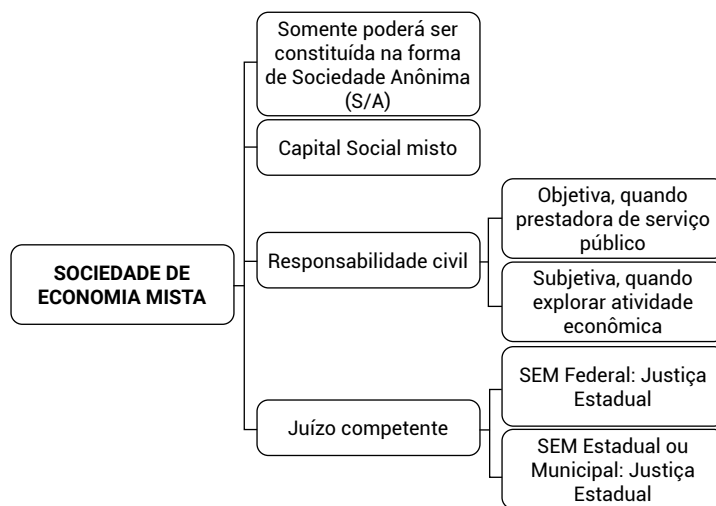 Somente poderá ser
constituída na forma
de Sociedade Anônima
(S/A)
Capital Social misto
SOCIEDADE DE
ECONOMIA MISTA
Responsabilidade civil
Objetiva, quando
prestadora de serviço
público
Subjetiva, quando
explorar atividade
econômica
Juízo competente
SEM Federal: Justiça
Estadual
SEM Estadual ou
Municipal: Justiça
Estadual